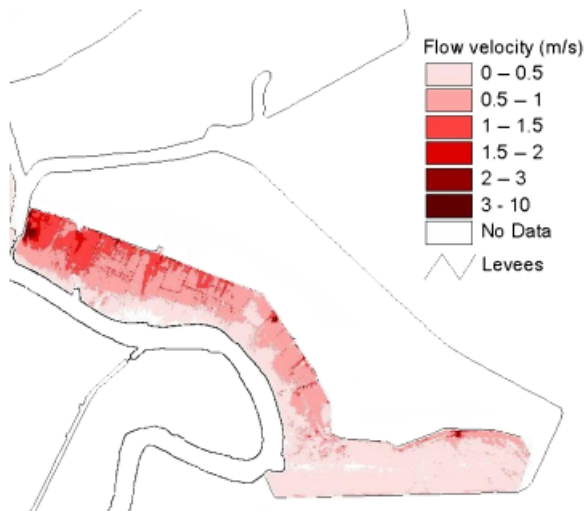 Flow velocity (m/s)
0 – 0.5
0.5 – 1
1 – 1.5
1.5 – 2
2 – 3
3 - 10
No Data
Levees